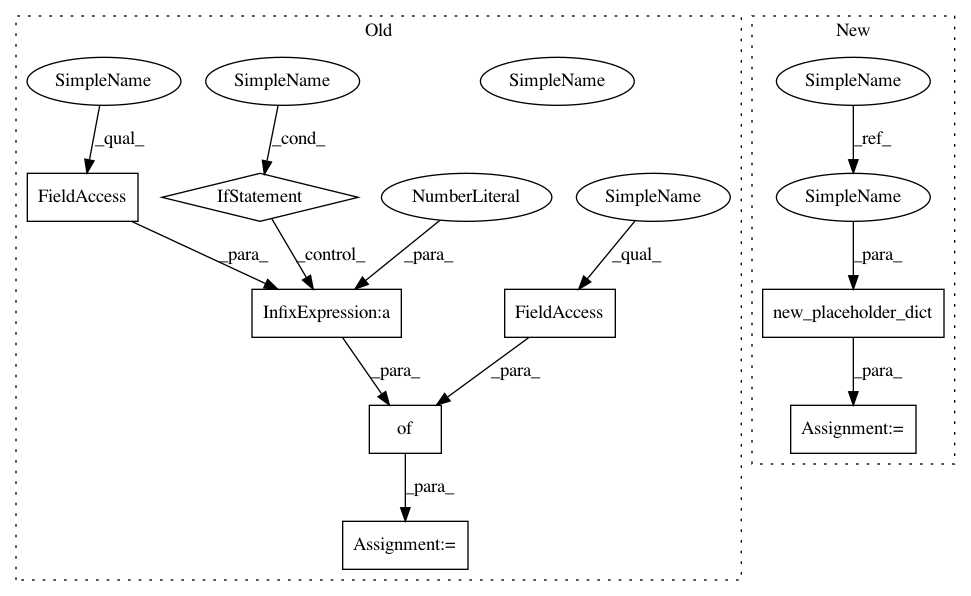 Old
New
SimpleName
SimpleName
SimpleName
SimpleName
_qual_
_cond_
_ref_
FieldAccess
IfStatement
NumberLiteral
SimpleName
SimpleName
_para_
_control_
_para_
_qual_
_para_
InfixExpression:a
FieldAccess
new_placeholder_dict
_para_
_para_
_para_
of
Assignment:=
_para_
Assignment:=